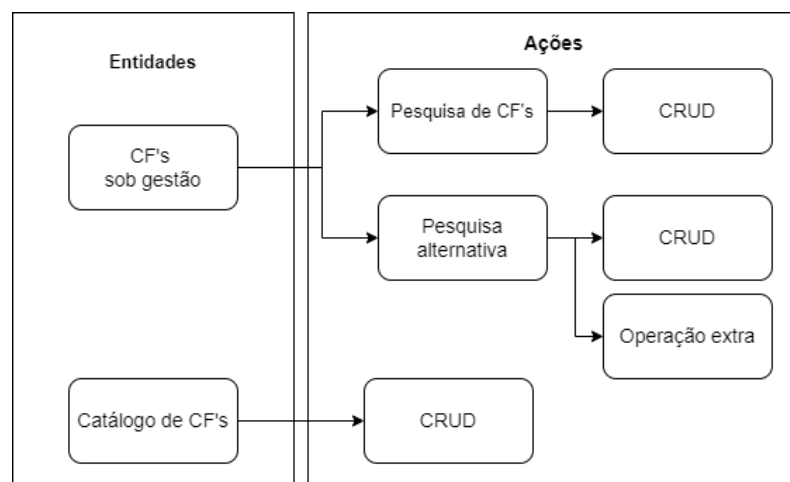 Entidades
Ações
CF's
sob gestão
Pesquisa de CF's
CRUD
Pesquisa
alternativa
CRUD
Operação extra
Catálogo de CF's
CRUD